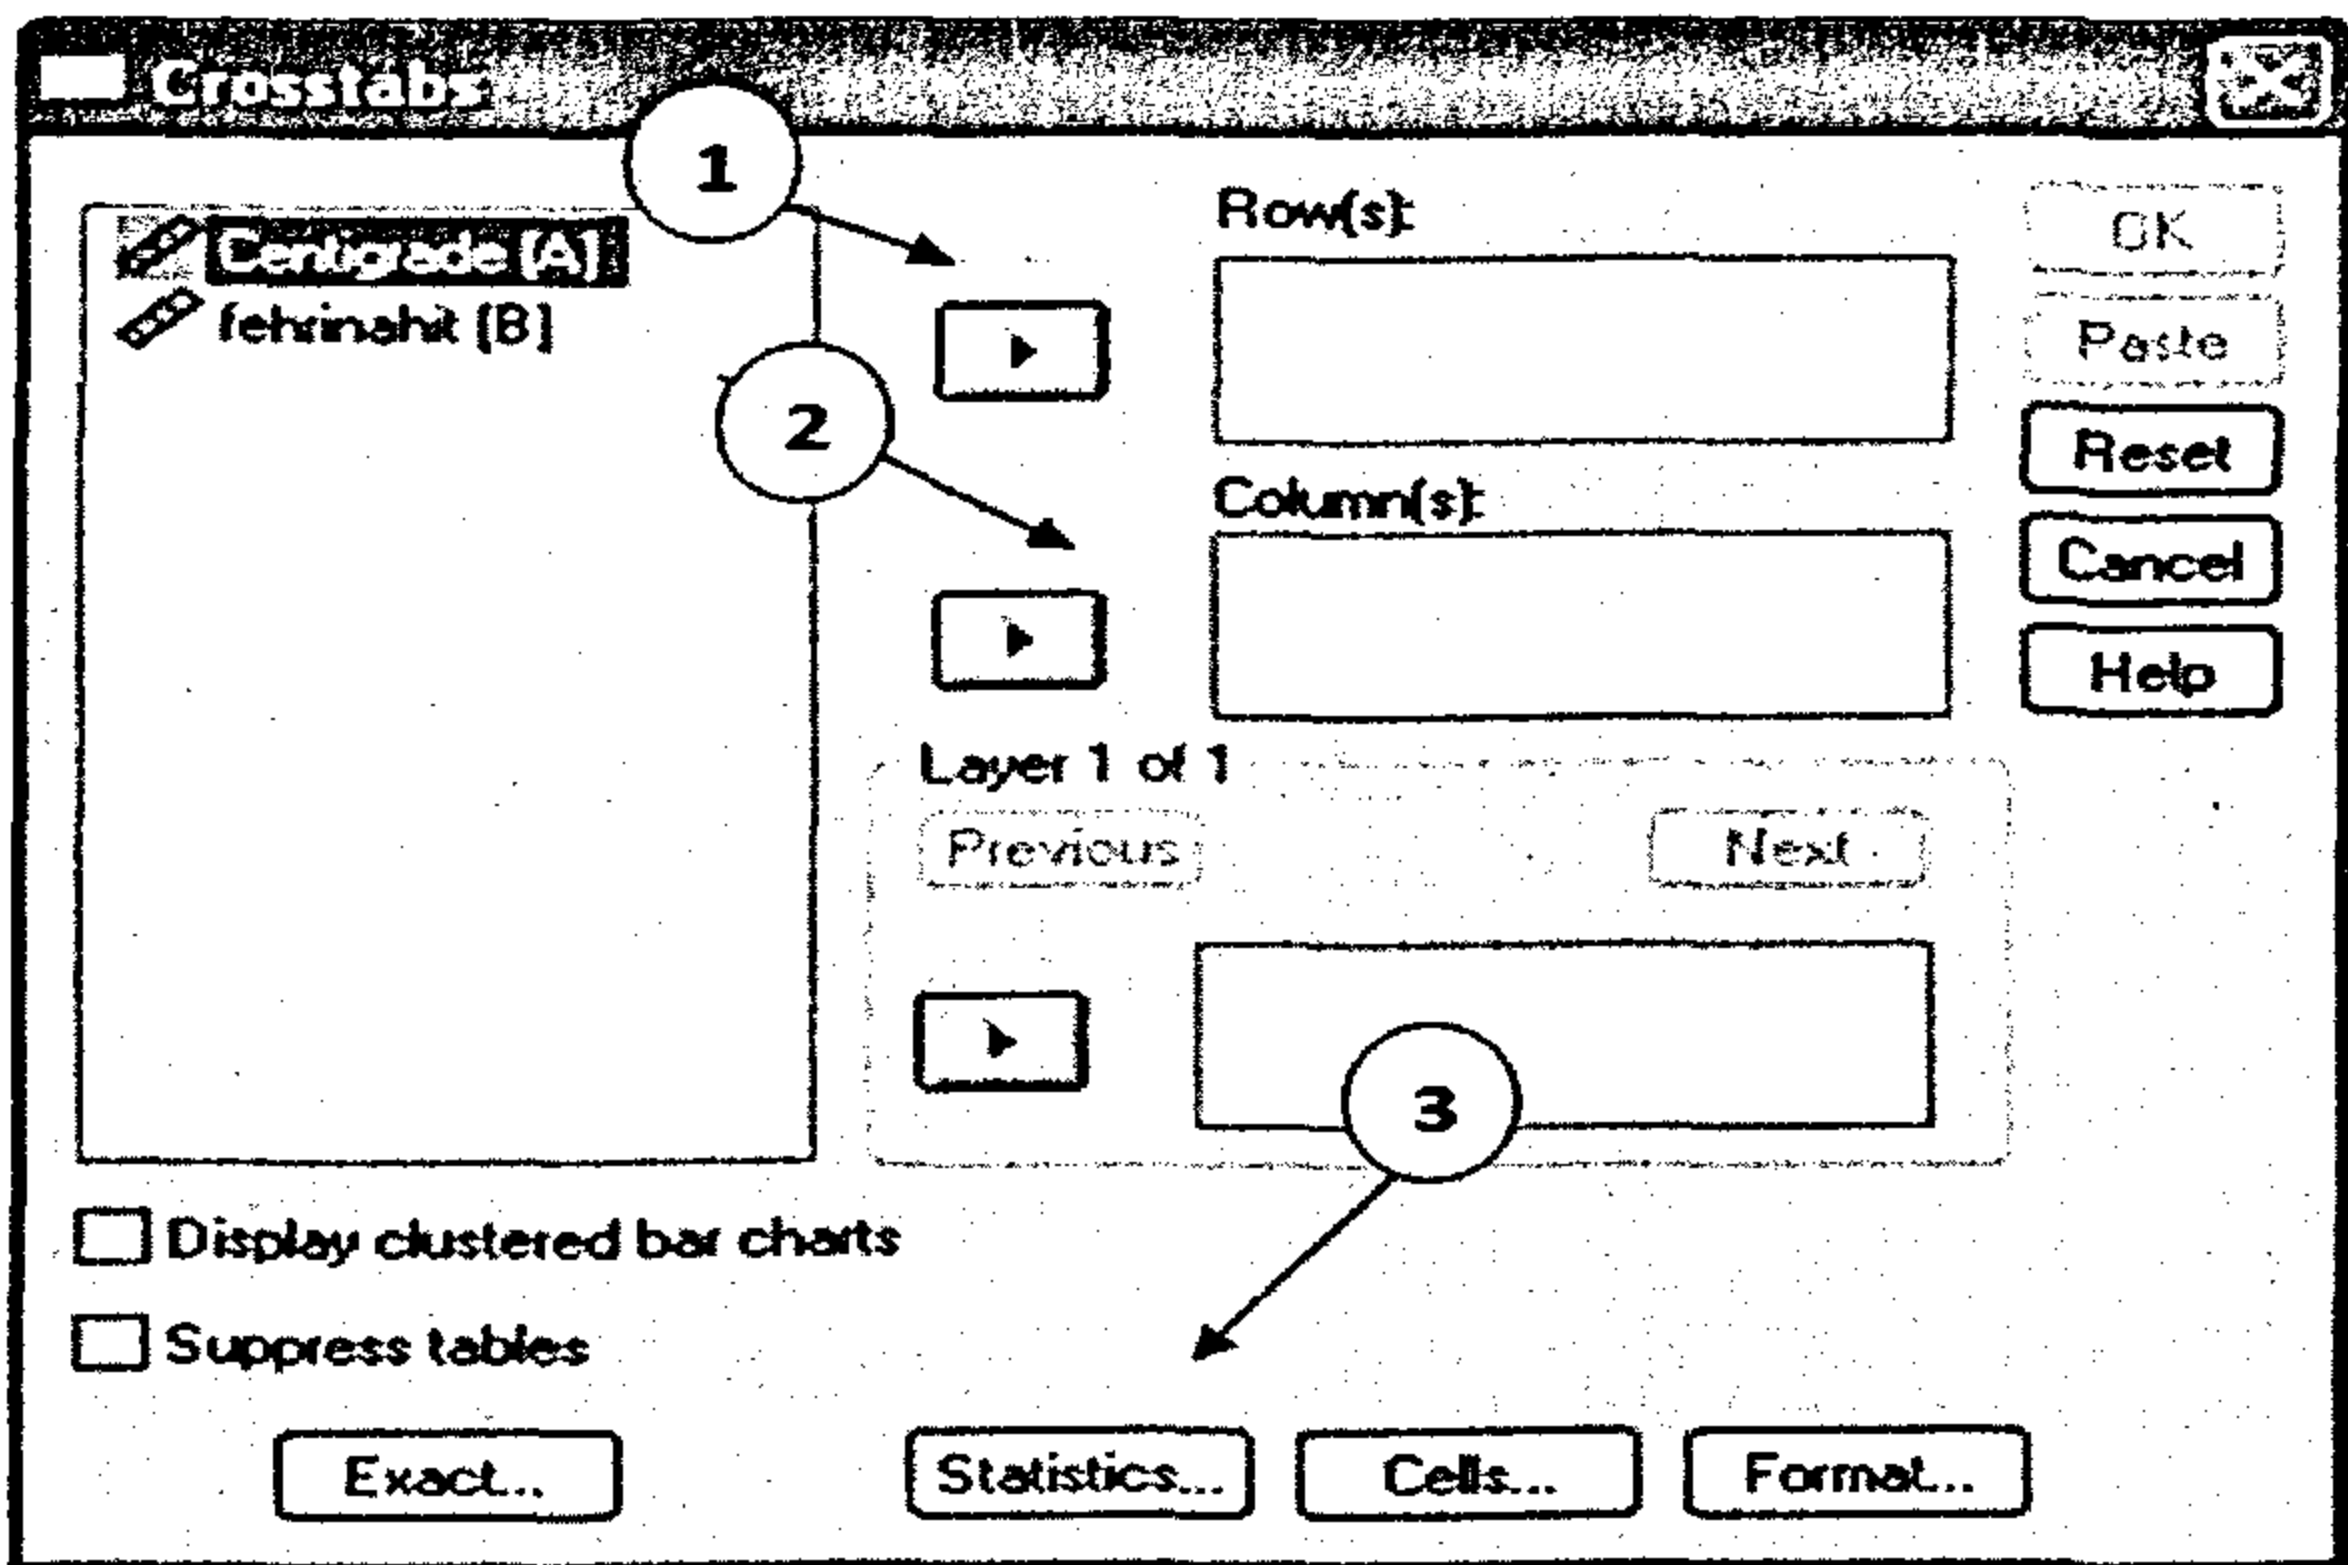 Crosstabs
1
Centigrade [A]
fehrinahit [B]
2
Row(s):
Column(s):
OK
Paste
Reset
Cancel
Help
Layer 1 of 1
Previous
Next
3
Display clustered bar charts
Suppress tables
Exact...
Statistics...
Cells...
Format...